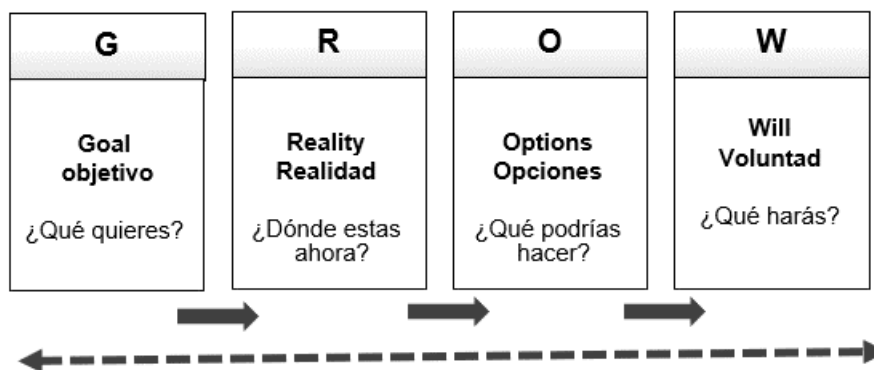 G
Goal
objetivo
¿Qué quieres?
R
Reality
Realidad
¿Dónde estas
ahora?
O
Options
Opciones
¿Qué podrías
hacer?
W
Will
Voluntad
¿Qué harás?